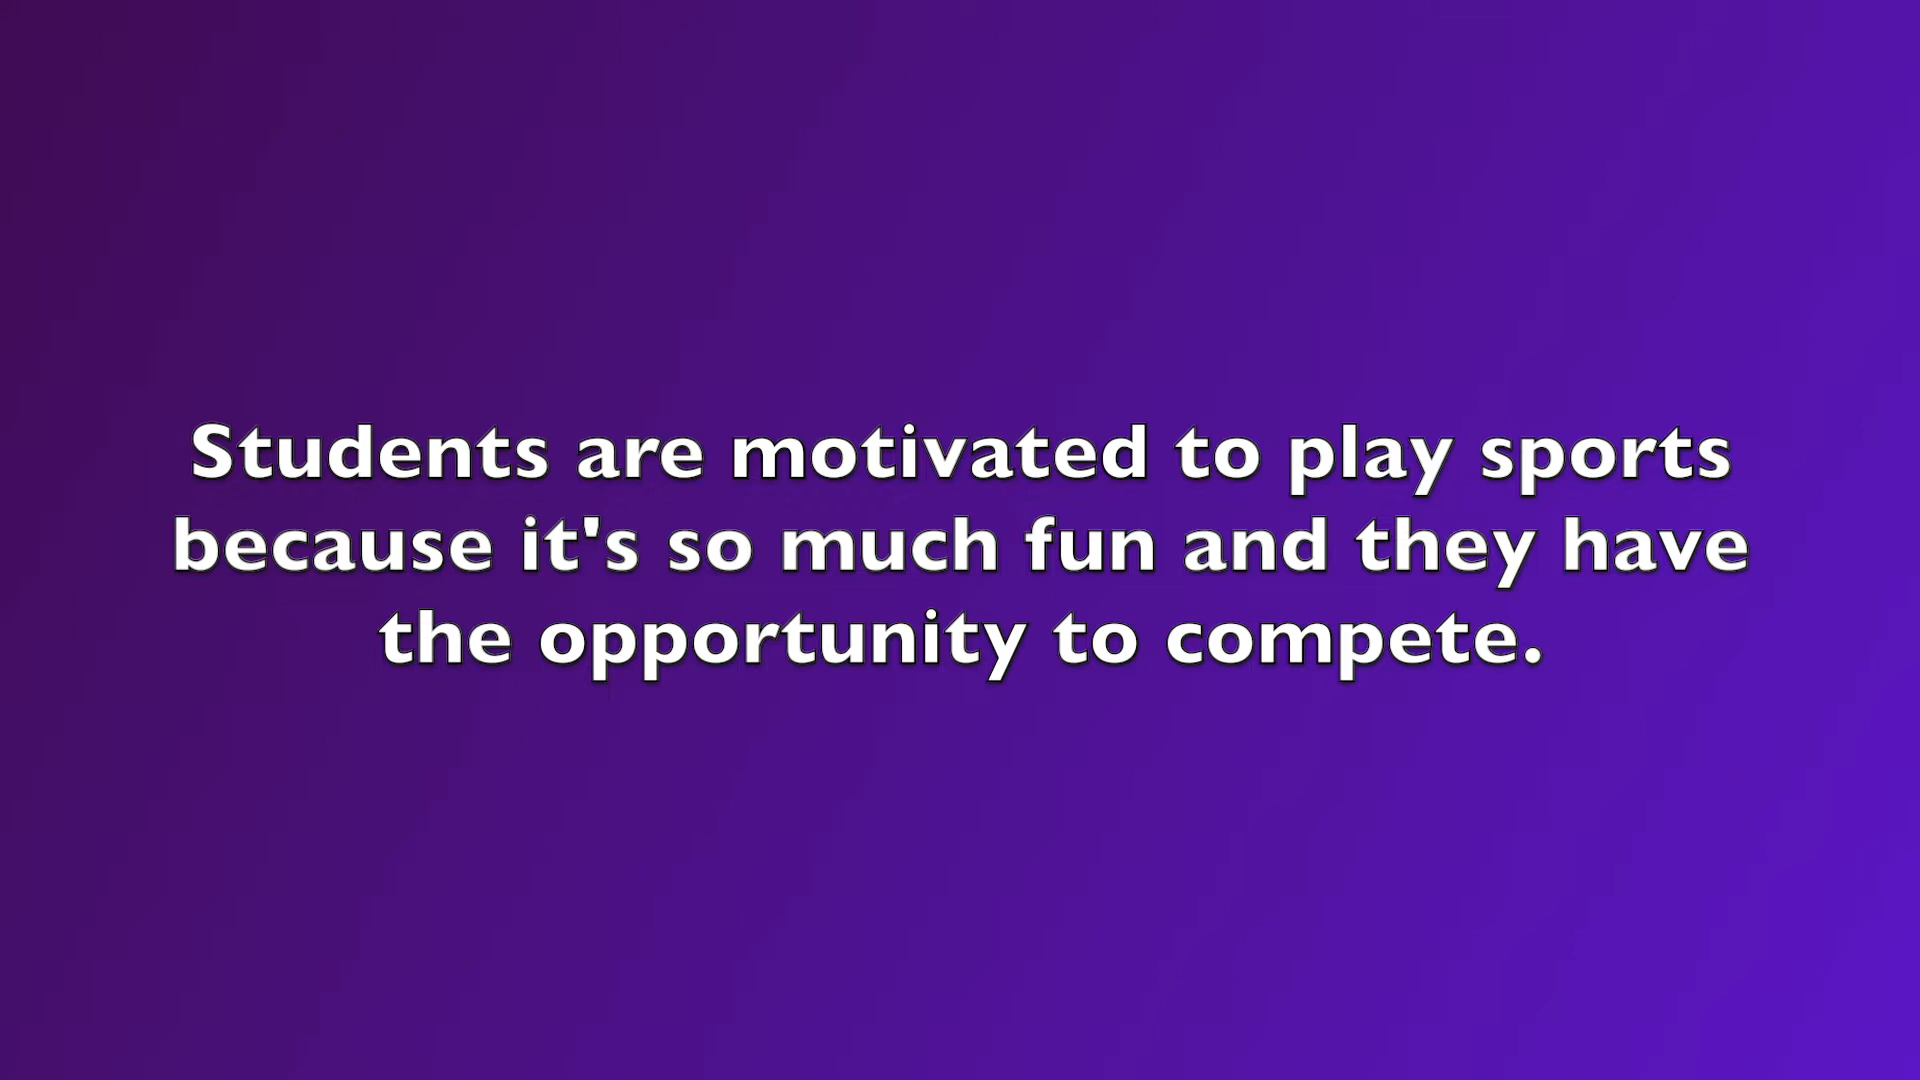 Students are motivated to play sports
because it's so much fun and they have
the opportunity to compete.